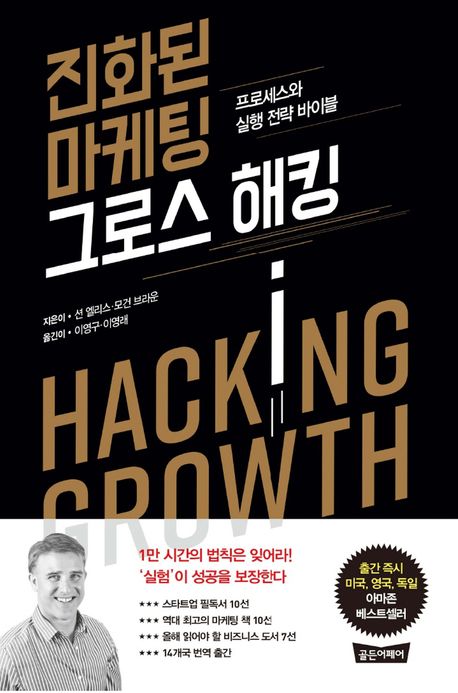 진화된
마케팅
그로스 해킹
프로세스와
실행 전략 바이블
지은이 • 션 엘리스·모건 브라운
옮긴이 • 이영구·이영래
HACKiNG
GROWTH
1만 시간의 법칙은 잊어라!
‘실험’이 성공을 보장한다
★★★ 스타트업 필독서 10선
★★★ 역대 최고의 마케팅 책 10선
★★★ 올해 읽어야 할 비즈니스 도서 7선
★★★ 14개국 번역 출간
출간 즉시
미국, 영국, 독일
아마존
베스트셀러
골든어페어